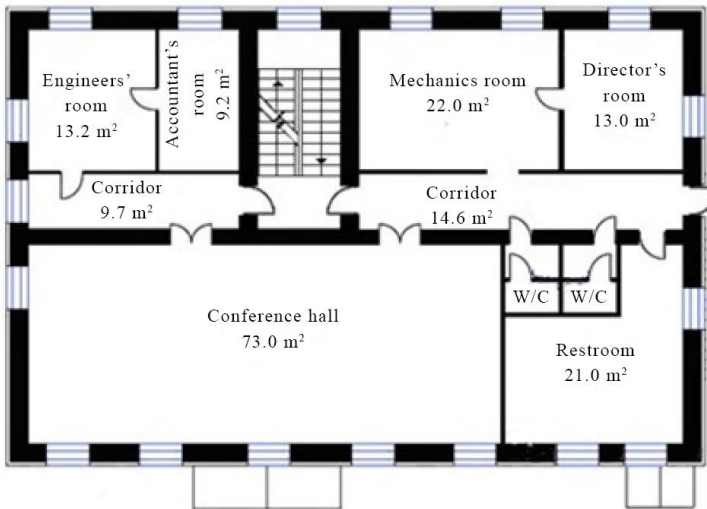 Engineers'
room
13.2 m²
Accountant's
room
9.2 m²
Mechanics room
22.0 m²
Director's
room
13.0 m²
Corridor
9.7 m²
Corridor
14.6 m²
W/C
W/C
Conference hall
73.0 m²
Restroom
21.0 m²